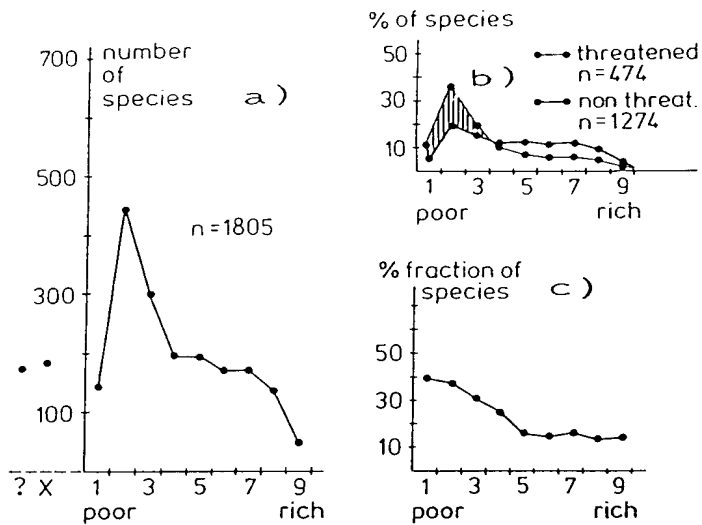 700
number
of
species
a)
500
n=1805
300
100
? X
1 3 5 7 9
poor rich
% of species
50
30
10
b)
threatened
n=474
non threat.
n=1274
1 3 5 7 9
poor rich
% fraction of
species
c)
50
30
10
1 3 5 7 9
poor rich